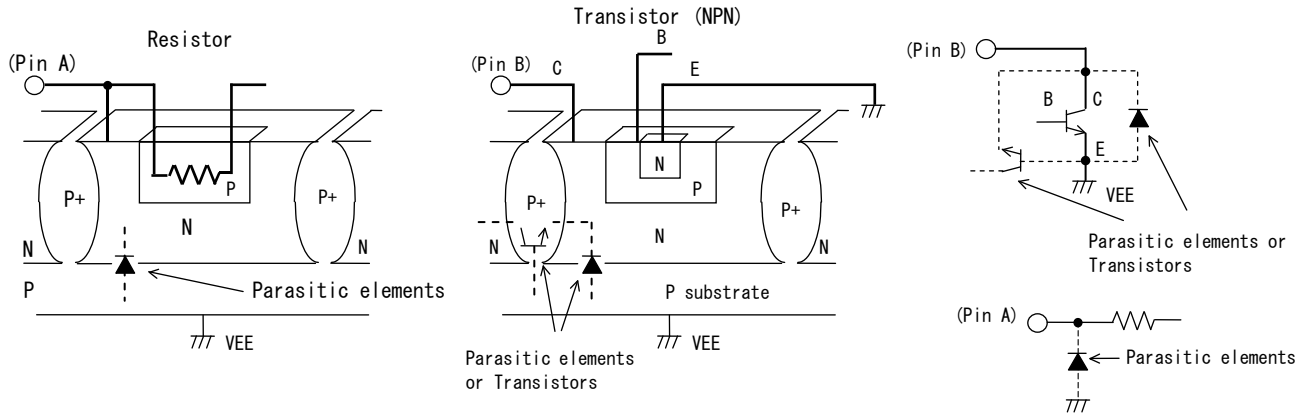 Resistor
(Pin A)
P+
N
P
P+
N
N
P
Parasitic elements
VEE
Transistor (NPN)
(Pin B)
C
B
E
P+
N
P
P+
N
N
N
P substrate
VEE
Parasitic elements
or Transistors
(Pin B)
B
C
E
VEE
Parasitic elements or
Transistors
(Pin A)
Parasitic elements